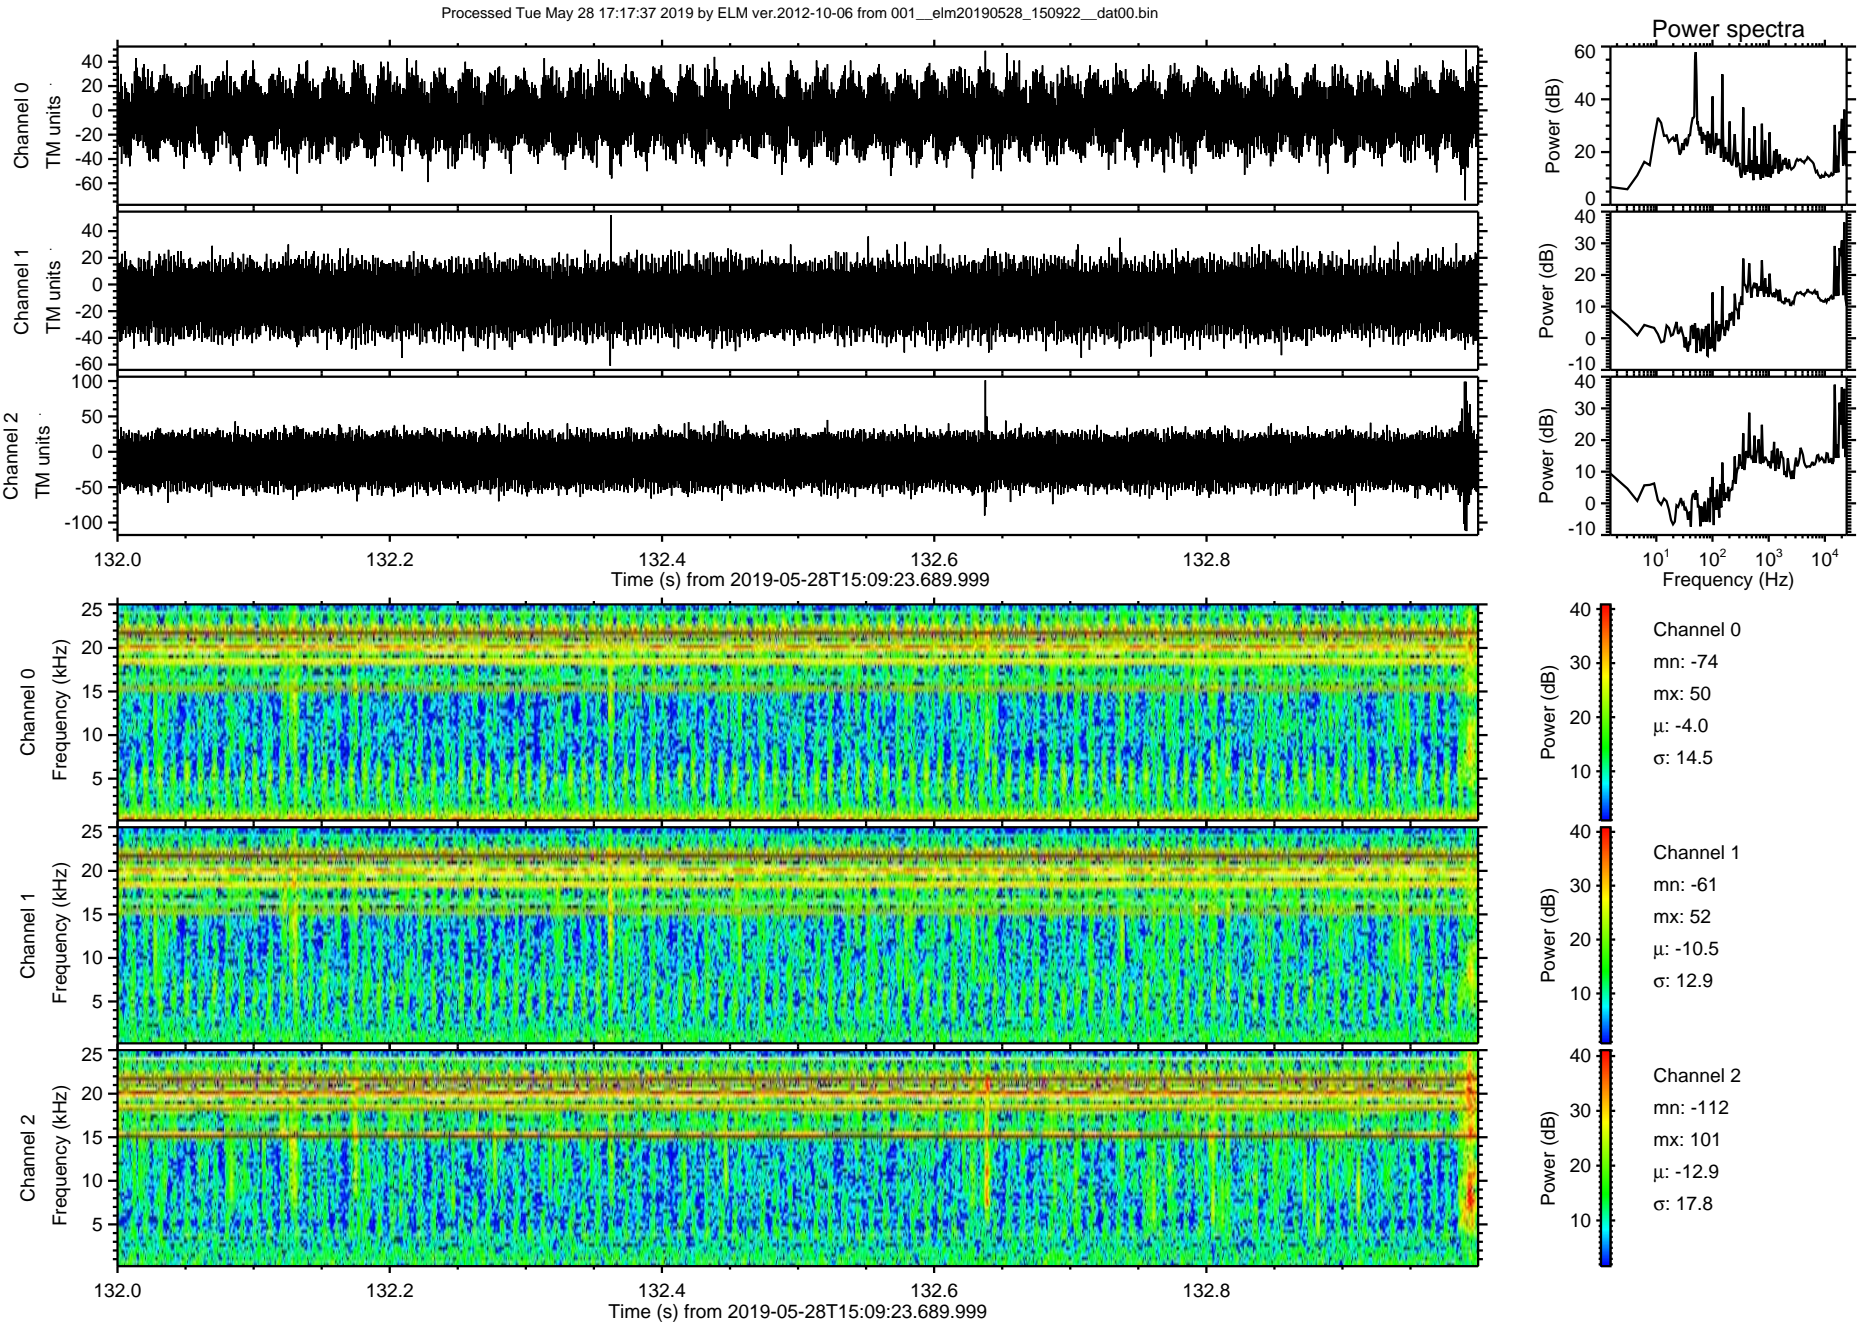 Processed Tue May 28 17:17:37 2019 by ELM ver.2012-10-06 from 001__elm20190528_150922__dat00.bin
Power spectra
Channel 0
TM units
40
20
0
-20
-40
-60
Power (dB)
60
40
20
0
Channel 1
TM units
40
20
0
-20
-40
-60
Power (dB)
40
30
20
10
0
-10
Channel 2
TM units
100
50
0
-50
-100
Power (dB)
40
30
20
10
0
-10
132.0 132.2 132.4 132.6 132.8
Time (s) from 2019-05-28T15:09:23.689.999
10¹ 10² 10³ 10⁴
Frequency (Hz)
Channel 0
Frequency (kHz)
25
20
15
10
5
Power (dB)
40
30
20
10
Channel 0
mn: -74
mx: 50
μ: -4.0
σ: 14.5
Channel 1
Frequency (kHz)
25
20
15
10
5
Power (dB)
40
30
20
10
Channel 1
mn: -61
mx: 52
μ: -10.5
σ: 12.9
Channel 2
Frequency (kHz)
25
20
15
10
5
Power (dB)
40
30
20
10
Channel 2
mn: -112
mx: 101
μ: -12.9
σ: 17.8
132.0 132.2 132.4 132.6 132.8
Time (s) from 2019-05-28T15:09:23.689.999